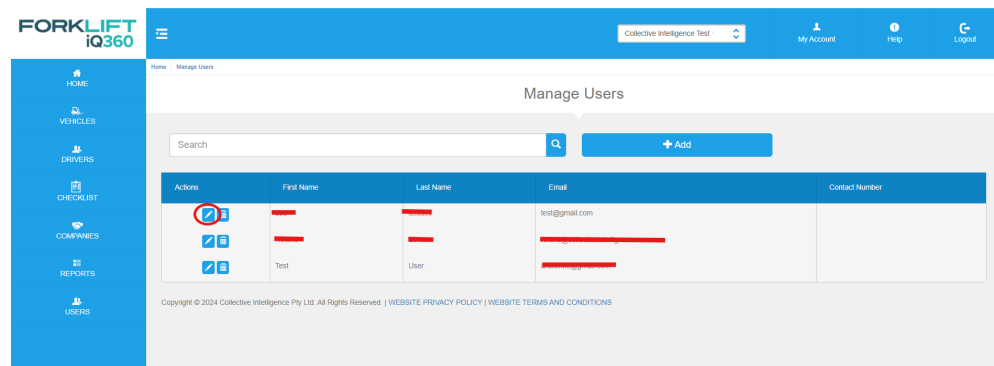 FORKLIFT
iQ360
Collective Intelligence Test
My Account
Help
Logout
Home Manage Users
HOME
VEHICLES
DRIVERS
CHECKLIST
COMPANIES
REPORTS
USERS
Manage Users
Search
Add
Actions First Name Last Name Email Contact Number
test@gmail.com
Test User
Copyright © 2024 Collective Intelligence Pty Ltd. All Rights Reserved. | WEBSITE PRIVACY POLICY | WEBSITE TERMS AND CONDITIONS